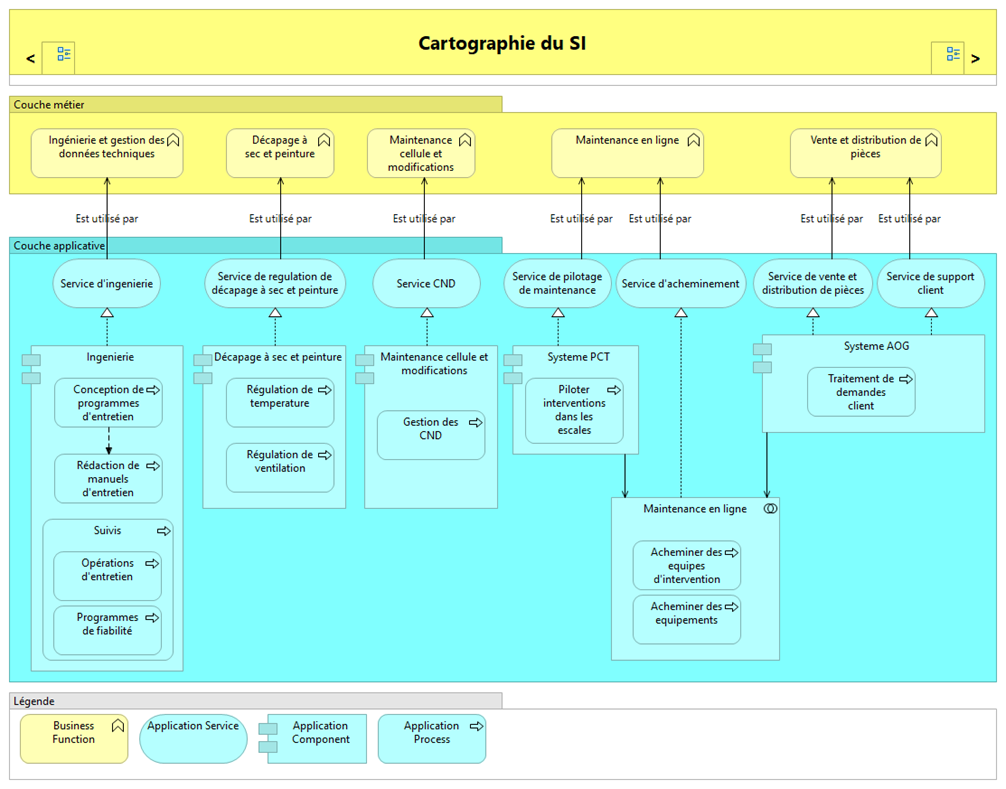 Cartographie du SI
<
>
Couche métier
Ingénierie et gestion des
données techniques
Décapage à
sec et peinture
Maintenance
cellule et
modifications
Maintenance en ligne
Vente et distribution de
pièces
Est utilisé par
Est utilisé par
Est utilisé par
Est utilisé par
Est utilisé par
Est utilisé par
Est utilisé par
Couche applicative
Service d'ingenierie
Service de regulation de
décapage à sec et peinture
Service CND
Service de pilotage
de maintenance
Service d'acheminement
Service de vente et
distribution de pièces
Service de support
client
Ingenierie
Conception de
programmes
d'entretien
Rédaction de
manuels
d'entretien
Suivis
Opérations
d'entretien
Programmes
de fiabilité
Décapage à sec et peinture
Régulation de
temperature
Régulation de
ventilation
Maintenance cellule et
modifications
Gestion des
CND
Systeme PCT
Piloter
interventions
dans les
escales
Systeme AOG
Traitement de
demandes
client
Maintenance en ligne
Acheminer des
equipes
d'intervention
Acheminer des
equipements
Légende
Business
Function
Application Service
Application
Component
Application
Process